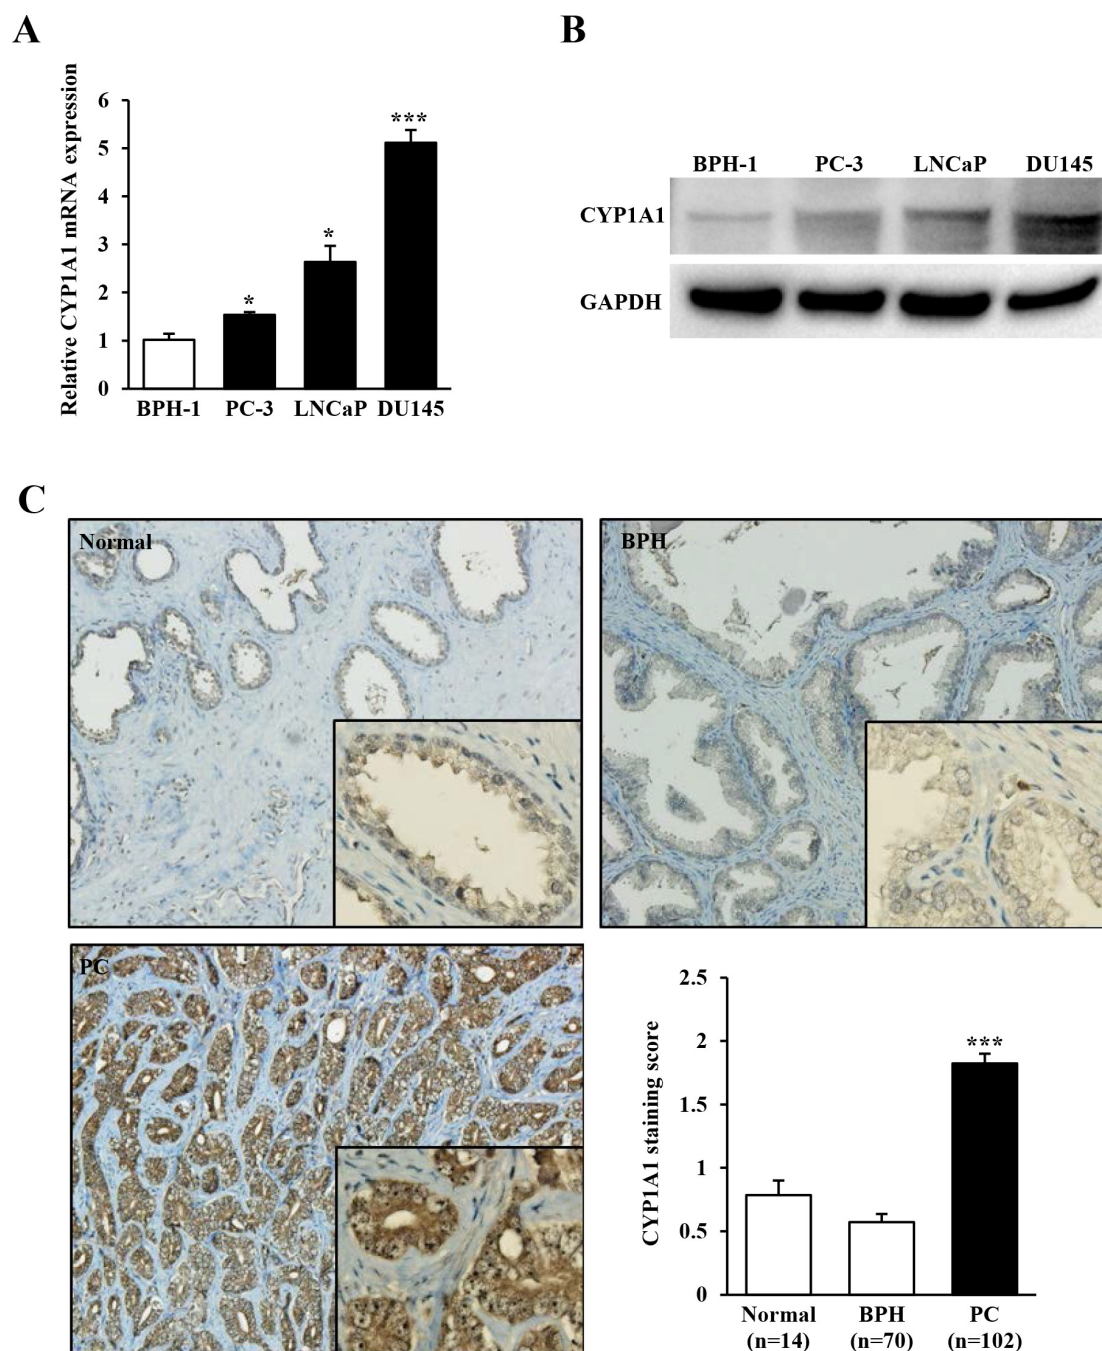 A
Relative CYP1A1 mRNA expression
6
5
4
3
2
1
0
***
*
*
BPH-1 PC-3 LNCaP DU145
B
BPH-1 PC-3 LNCaP DU145
CYP1A1
GAPDH
C
Normal
BPH
PC
CYP1A1 staining score
2.5
2
1.5
1
0.5
0
***
Normal BPH PC
(n=14) (n=70) (n=102)